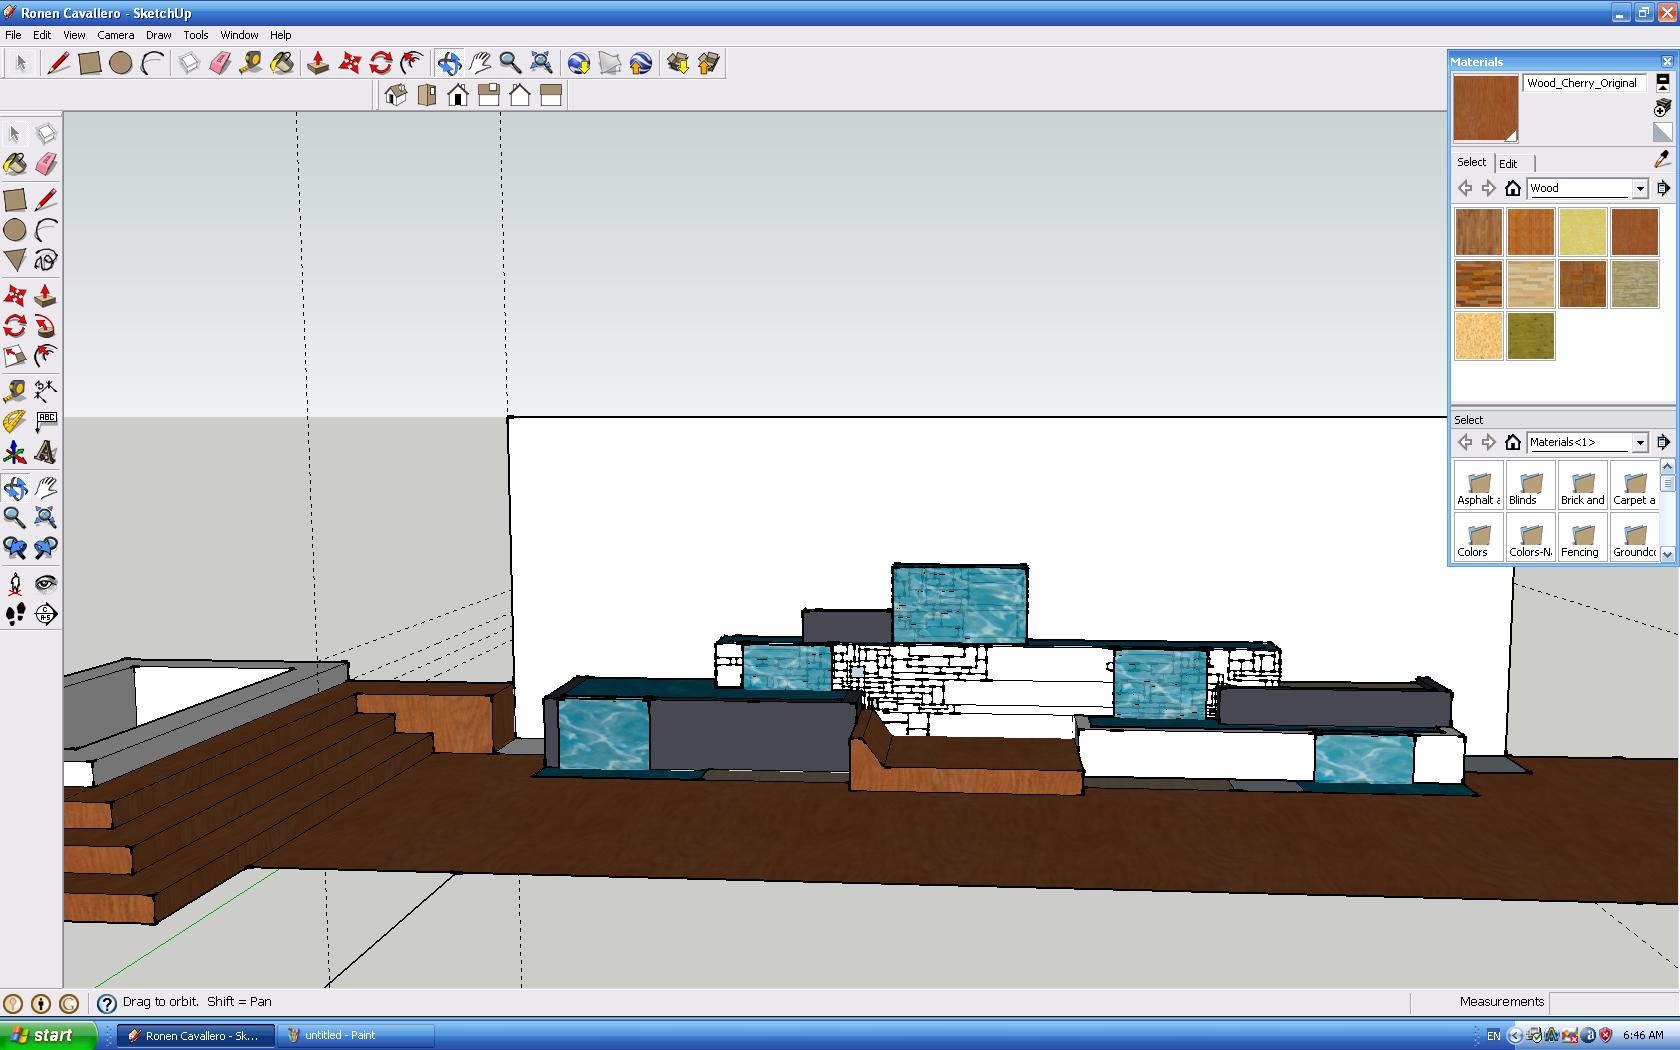 Ronen Cavallero - SketchUp
File Edit View Camera Draw Tools Window Help
Materials
Wood_Cherry_Original
Select Edit
Wood
Select
Materials<1>
Asphalt a Blinds Brick and Carpet a
Colors Colors-N Fencing Groundc
ABC
Drag to orbit. Shift = Pan
Measurements
start
Ronen Cavallero - Sk...
untitled - Paint
EN
6:46 AM